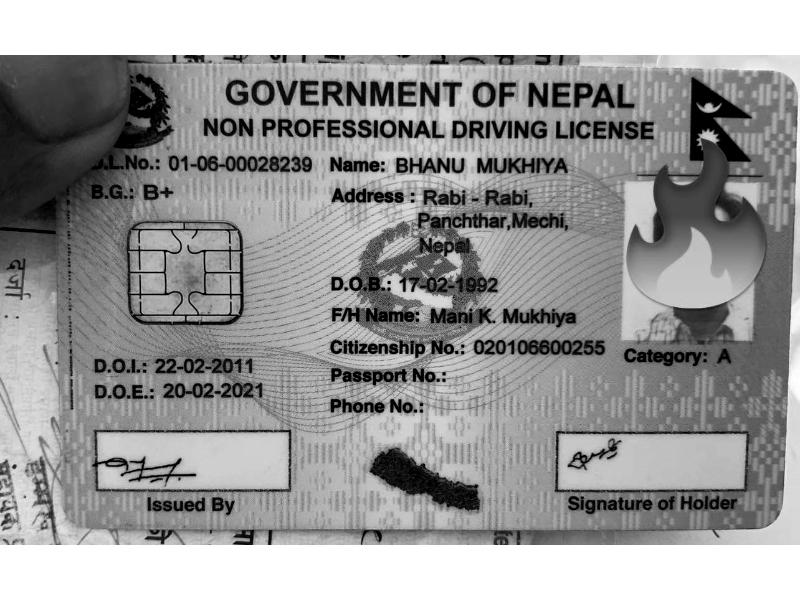 GOVERNMENT OF NEPAL
NON PROFESSIONAL DRIVING LICENSE
D.L.No.: 01-06-00028239
Name: BHANU MUKHIYA
B.G.: B+
Address : Rabi - Rabi,
Panchthar,Mechi,
Nepal
D.O.B.: 17-02-1992
F/H Name: Mani K. Mukhiya
Citizenship No.: 020106600255
Category: A
D.O.I.: 22-02-2011
Passport No.:
D.O.E.: 20-02-2021
Phone No.:
Issued By
Signature of Holder
दर्जा :